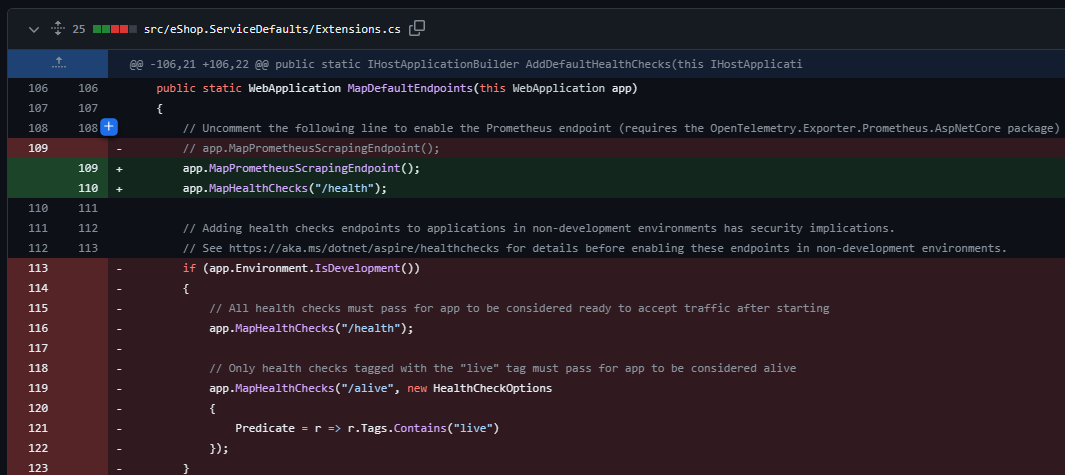 25 src/eShop.ServiceDefaults/Extensions.cs
@@ -106,21 +106,22 @@ public static IHostApplicationBuilder AddDefaultHealthChecks(this IHostApplicati
106 106 public static WebApplication MapDefaultEndpoints(this WebApplication app)
107 107 {
108 108 + // Uncomment the following line to enable the Prometheus endpoint (requires the OpenTelemetry.Exporter.Prometheus.AspNetCore package)
109 - // app.MapPrometheusScrapingEndpoint();
109 + app.MapPrometheusScrapingEndpoint();
110 + app.MapHealthChecks("/health");
110 111
111 112 // Adding health checks endpoints to applications in non-development environments has security implications.
112 113 // See https://aka.ms/dotnet/aspire/healthchecks for details before enabling these endpoints in non-development environments.
113 - if (app.Environment.IsDevelopment())
114 - {
115 - // All health checks must pass for app to be considered ready to accept traffic after starting
116 - app.MapHealthChecks("/health");
117 -
118 - // Only health checks tagged with the "live" tag must pass for app to be considered alive
119 - app.MapHealthChecks("/alive", new HealthCheckOptions
120 - {
121 - Predicate = r => r.Tags.Contains("live")
122 - });
123 - }